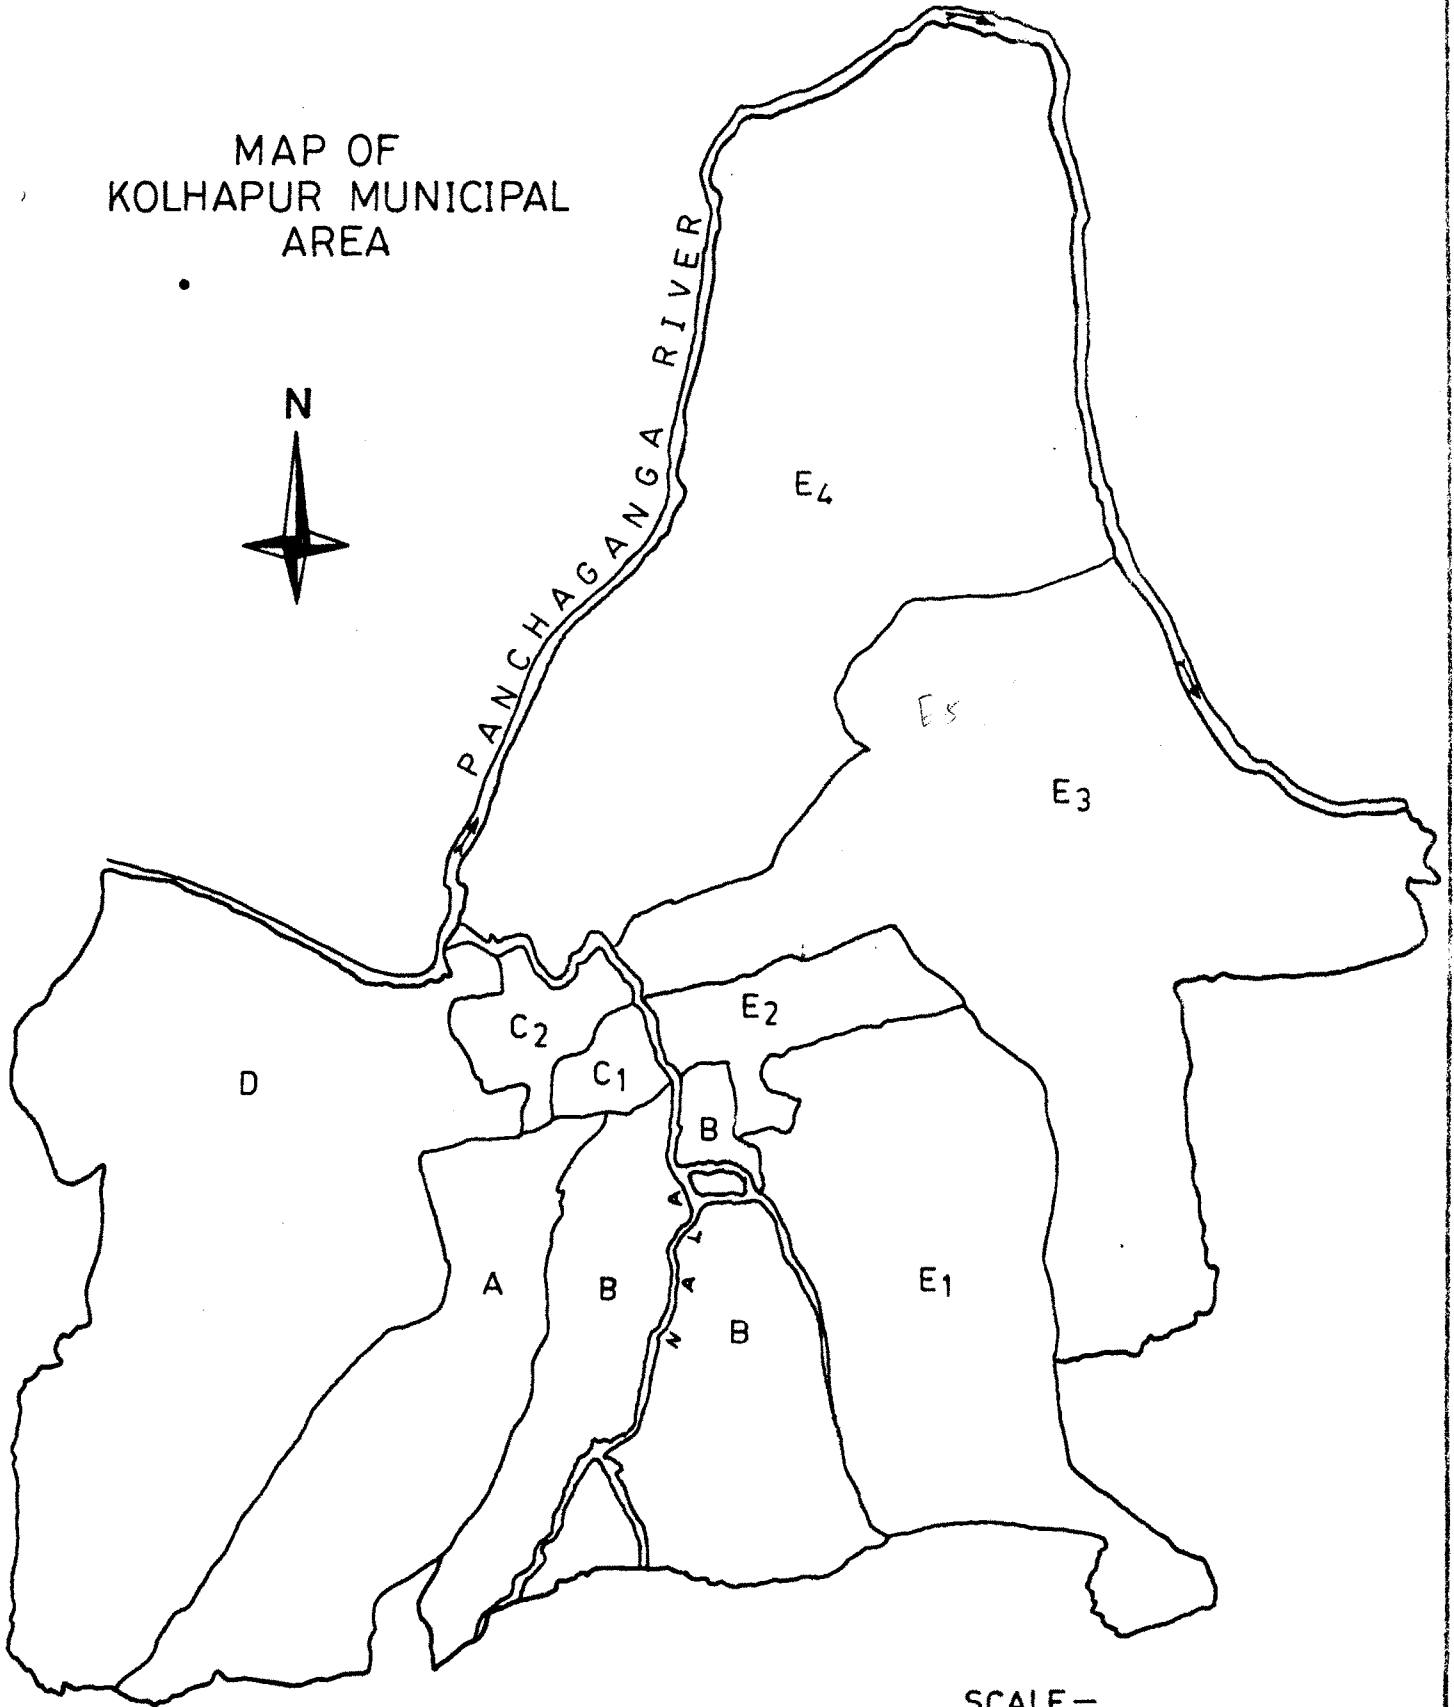 MAP OF
KOLHAPUR MUNICIPAL
AREA
N
PANCHAGANGA RIVER
E4
E5
E3
E2
C2
C1
D
B
A
B
NALA
B
E1
SCALE—